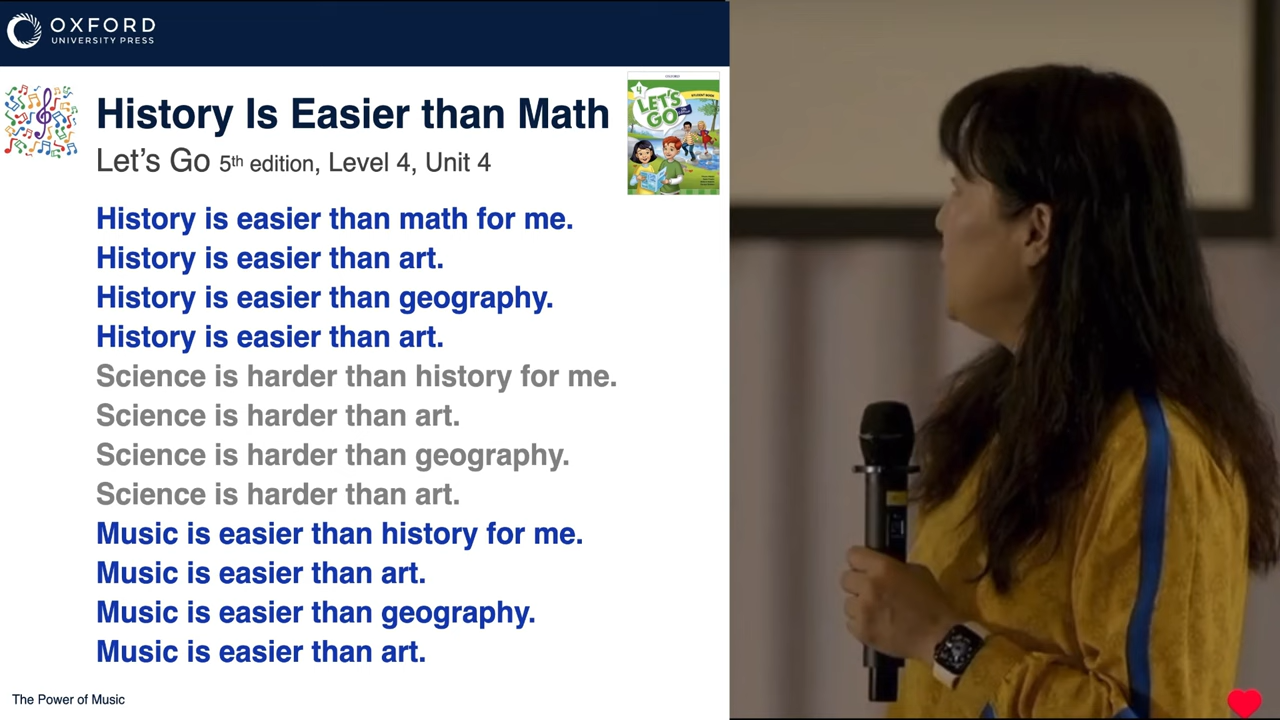 OXFORD
UNIVERSITY PRESS
History Is Easier than Math
Let's Go 5th edition, Level 4, Unit 4
4
LET'S
GO
STUDENT BOOK
History is easier than math for me.
History is easier than art.
History is easier than geography.
History is easier than art.
Science is harder than history for me.
Science is harder than art.
Science is harder than geography.
Science is harder than art.
Music is easier than history for me.
Music is easier than art.
Music is easier than geography.
Music is easier than art.
The Power of Music